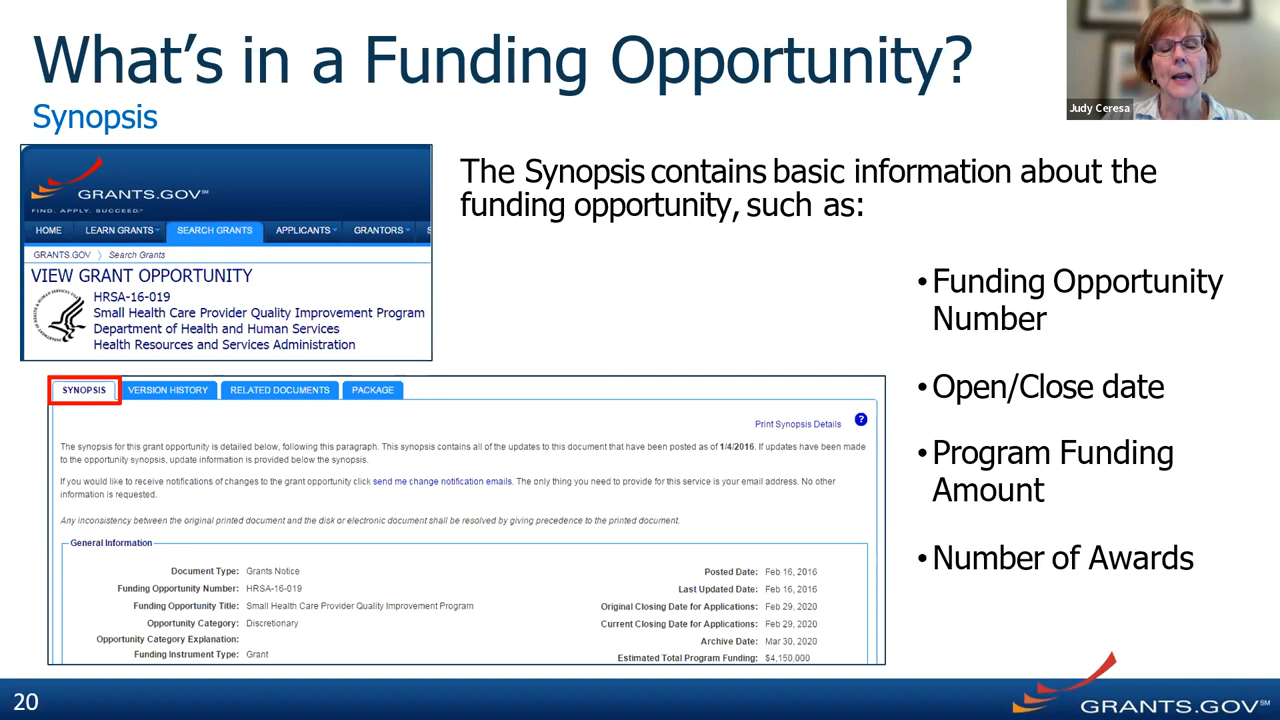 What's in a Funding Opportunity?
Synopsis
Judy Ceresa
GRANTS.GOV℠
FIND. APPLY. SUCCEED.℠
HOME LEARN GRANTS SEARCH GRANTS APPLICANTS GRANTORS
GRANTS.GOV 〉 Search Grants
VIEW GRANT OPPORTUNITY
HRSA-16-019
Small Health Care Provider Quality Improvement Program
Department of Health and Human Services
Health Resources and Services Administration
The Synopsis contains basic information about the
funding opportunity, such as:
• Funding Opportunity
Number
• Open/Close date
• Program Funding
Amount
• Number of Awards
SYNOPSIS VERSION HISTORY RELATED DOCUMENTS PACKAGE
Print Synopsis Details ?
The synopsis for this grant opportunity is detailed below, following this paragraph. This synopsis contains all of the updates to this document that have been posted as of 1/4/2016. If updates have been made
to the opportunity synopsis, update information is provided below the synopsis.
If you would like to receive notifications of changes to the grant opportunity click send me change notification emails. The only thing you need to provide for this service is your email address. No other
information is requested.
Any inconsistency between the original printed document and the disk or electronic document shall be resolved by giving precedence to the printed document.
General Information
Document Type: Grants Notice
Funding Opportunity Number: HRSA-16-019
Funding Opportunity Title: Small Health Care Provider Quality Improvement Program
Opportunity Category: Discretionary
Opportunity Category Explanation:
Funding Instrument Type: Grant
Posted Date: Feb 16, 2016
Last Updated Date: Feb 16, 2016
Original Closing Date for Applications: Feb 29, 2020
Current Closing Date for Applications: Feb 29, 2020
Archive Date: Mar 30, 2020
Estimated Total Program Funding: $4,150,000
20
GRANTS.GOV℠